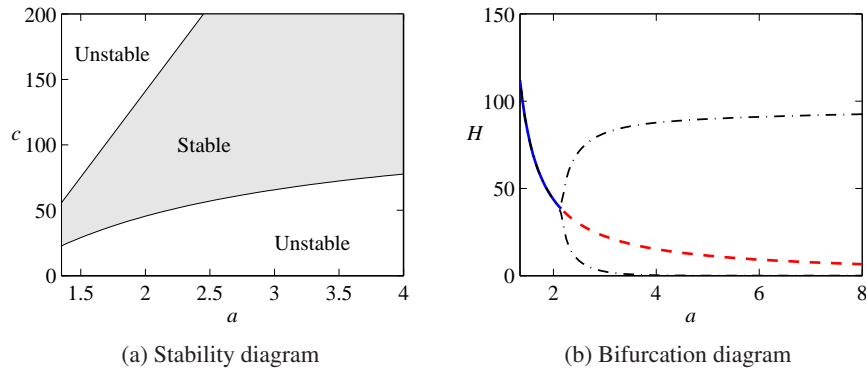 200
Unstable
150
c
100
Stable
50
Unstable
0
1.5 2 2.5 3 3.5 4
a
(a) Stability diagram
150
100
H
50
0
2 4 6 8
a
(b) Bifurcation diagram